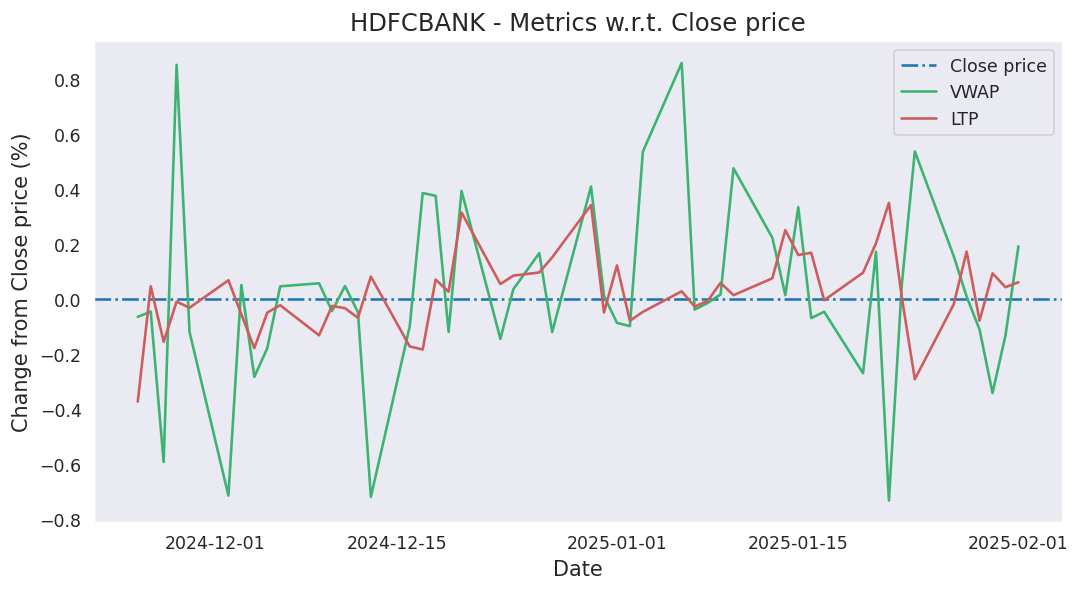 HDFCBANK - Metrics w.r.t. Close price
Change from Close price (%)
0.8
0.6
0.4
0.2
0.0
−0.2
−0.4
−0.6
−0.8
Close price
VWAP
LTP
2024-12-01
2024-12-15
2025-01-01
2025-01-15
2025-02-01
Date